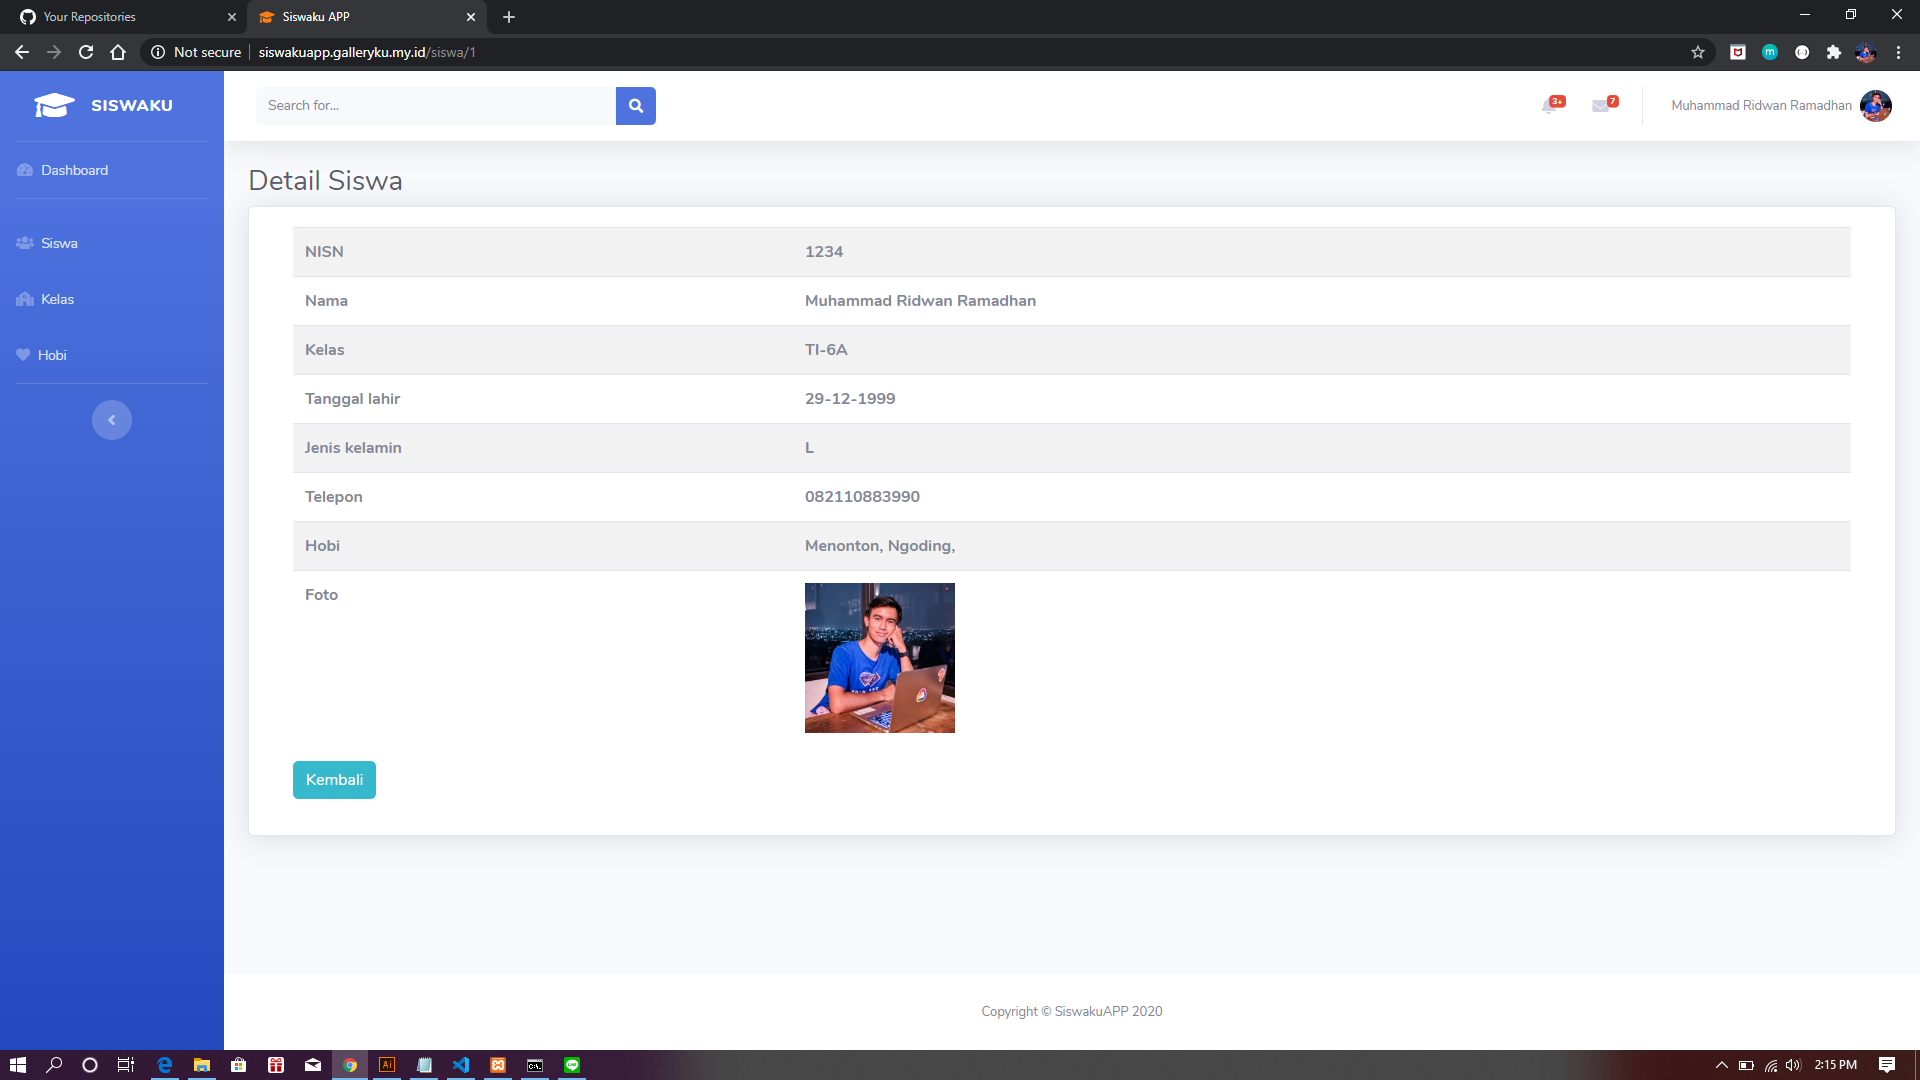 Your Repositories
Siswaku APP
Not secure
siswakuapp.galleryku.my.id/siswa/1
SISWAKU
Search for...
3+
7
Muhammad Ridwan Ramadhan
Dashboard
Siswa
Kelas
Hobi
Detail Siswa
NISN 1234
Nama Muhammad Ridwan Ramadhan
Kelas TI-6A
Tanggal lahir 29-12-1999
Jenis kelamin L
Telepon 082110883990
Hobi Menonton, Ngoding,
Foto
Kembali
Copyright © SiswakuAPP 2020
Ai
2:15 PM